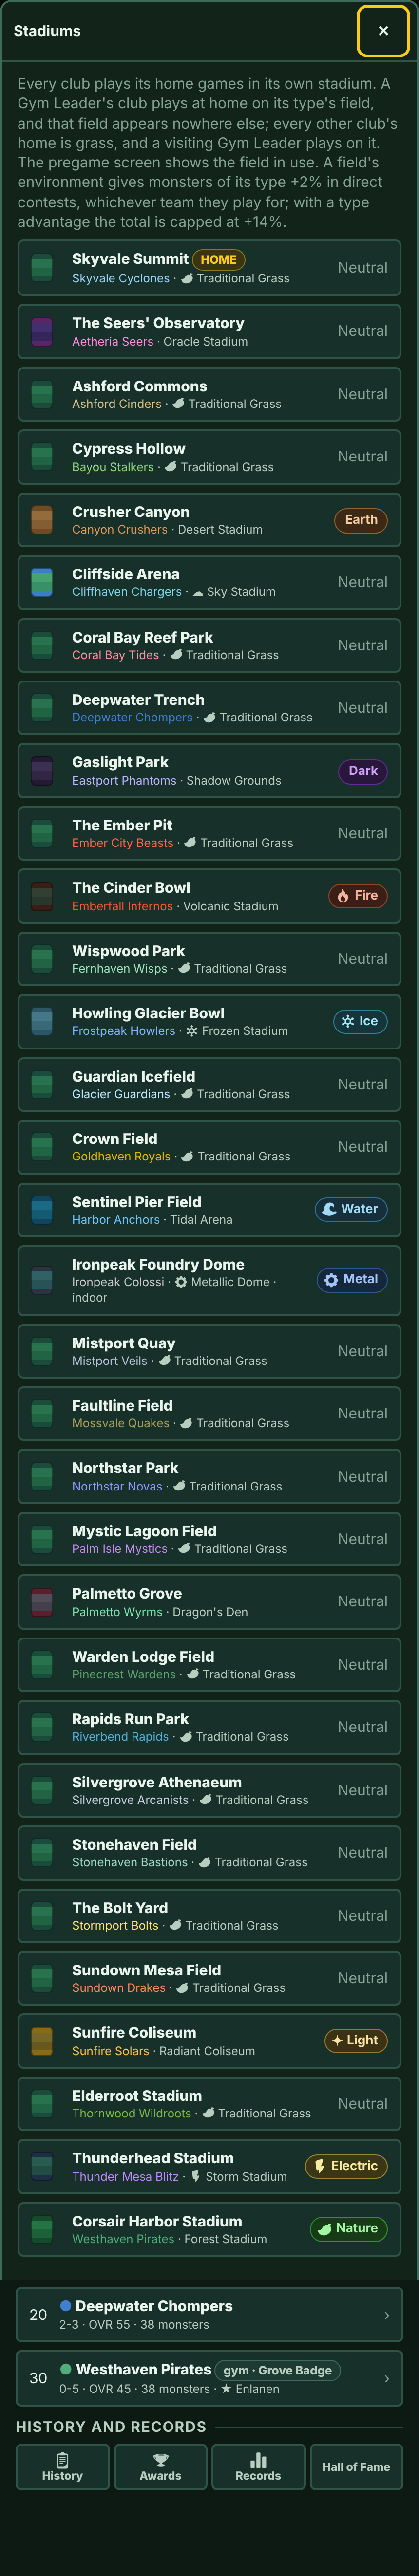 Stadiums
×
Every club plays its home games in its own stadium. A
Gym Leader's club plays at home on its type's field,
and that field appears nowhere else; every other club's
home is grass, and a visiting Gym Leader plays on it.
The pregame screen shows the field in use. A field's
environment gives monsters of its type +2% in direct
contests, whichever team they play for; with a type
advantage the total is capped at +14%.
Skyvale Summit HOME
Skyvale Cyclones · Traditional Grass
Neutral
The Seers' Observatory
Aetheria Seers · Oracle Stadium
Neutral
Ashford Commons
Ashford Cinders · Traditional Grass
Neutral
Cypress Hollow
Bayou Stalkers · Traditional Grass
Neutral
Crusher Canyon
Canyon Crushers · Desert Stadium
Earth
Cliffside Arena
Cliffhaven Chargers · Sky Stadium
Neutral
Coral Bay Reef Park
Coral Bay Tides · Traditional Grass
Neutral
Deepwater Trench
Deepwater Chompers · Traditional Grass
Neutral
Gaslight Park
Eastport Phantoms · Shadow Grounds
Dark
The Ember Pit
Ember City Beasts · Traditional Grass
Neutral
The Cinder Bowl
Emberfall Infernos · Volcanic Stadium
Fire
Wispwood Park
Fernhaven Wisps · Traditional Grass
Neutral
Howling Glacier Bowl
Frostpeak Howlers · Frozen Stadium
Ice
Guardian Icefield
Glacier Guardians · Traditional Grass
Neutral
Crown Field
Goldhaven Royals · Traditional Grass
Neutral
Sentinel Pier Field
Harbor Anchors · Tidal Arena
Water
Ironpeak Foundry Dome
Ironpeak Colossi · Metallic Dome ·
indoor
Metal
Mistport Quay
Mistport Veils · Traditional Grass
Neutral
Faultline Field
Mossvale Quakes · Traditional Grass
Neutral
Northstar Park
Northstar Novas · Traditional Grass
Neutral
Mystic Lagoon Field
Palm Isle Mystics · Traditional Grass
Neutral
Palmetto Grove
Palmetto Wyrms · Dragon's Den
Neutral
Warden Lodge Field
Pinecrest Wardens · Traditional Grass
Neutral
Rapids Run Park
Riverbend Rapids · Traditional Grass
Neutral
Silvergrove Athenaeum
Silvergrove Arcanists · Traditional Grass
Neutral
Stonehaven Field
Stonehaven Bastions · Traditional Grass
Neutral
The Bolt Yard
Stormport Bolts · Traditional Grass
Neutral
Sundown Mesa Field
Sundown Drakes · Traditional Grass
Neutral
Sunfire Coliseum
Sunfire Solars · Radiant Coliseum
Light
Elderroot Stadium
Thornwood Wildroots · Traditional Grass
Neutral
Thunderhead Stadium
Thunder Mesa Blitz · Storm Stadium
Electric
Corsair Harbor Stadium
Westhaven Pirates · Forest Stadium
Nature
20 Deepwater Chompers
2-3 · OVR 55 · 38 monsters
›
30 Westhaven Pirates gym · Grove Badge
0-5 · OVR 45 · 38 monsters · ★ Enlanen
›
HISTORY AND RECORDS
History
Awards
Records
Hall of Fame